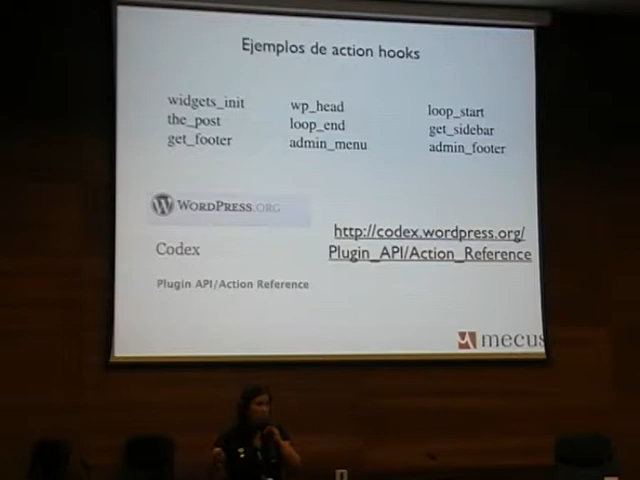 Ejemplos de action hooks
widgets_init
the_post
get_footer
wp_head
loop_end
admin_menu
loop_start
get_sidebar
admin_footer
WORDPRESS.ORG
Codex
Plugin API/Action Reference
http://codex.wordpress.org/
Plugin_API/Action_Reference
mecus